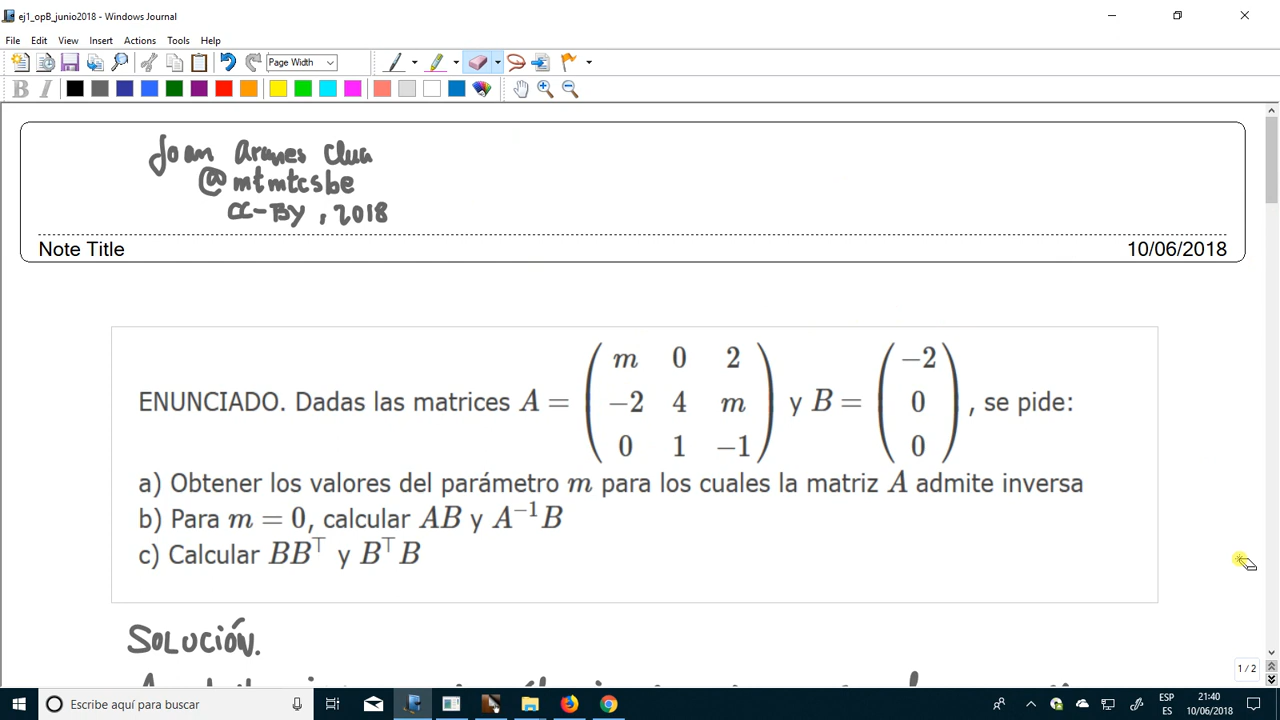 ej1_opB_junio2018 - Windows Journal
File Edit View Insert Actions Tools Help
Page Width
B I
Joan Aranes Clua
@mtmtcsbe
CC-BY, 2018
Note Title 10/06/2018
ENUNCIADO. Dadas las matrices A = ( m 0 2 ; -2 4 m ; 0 1 -1 ) y B = ( -2 ; 0 ; 0 ), se pide:
a) Obtener los valores del parámetro m para los cuales la matriz A admite inversa
b) Para m = 0, calcular AB y A⁻¹B
c) Calcular BB⊤ y B⊤B
SOLUCIÓN.
1 / 2
Escribe aquí para buscar
ESP
ES
21:40
10/06/2018